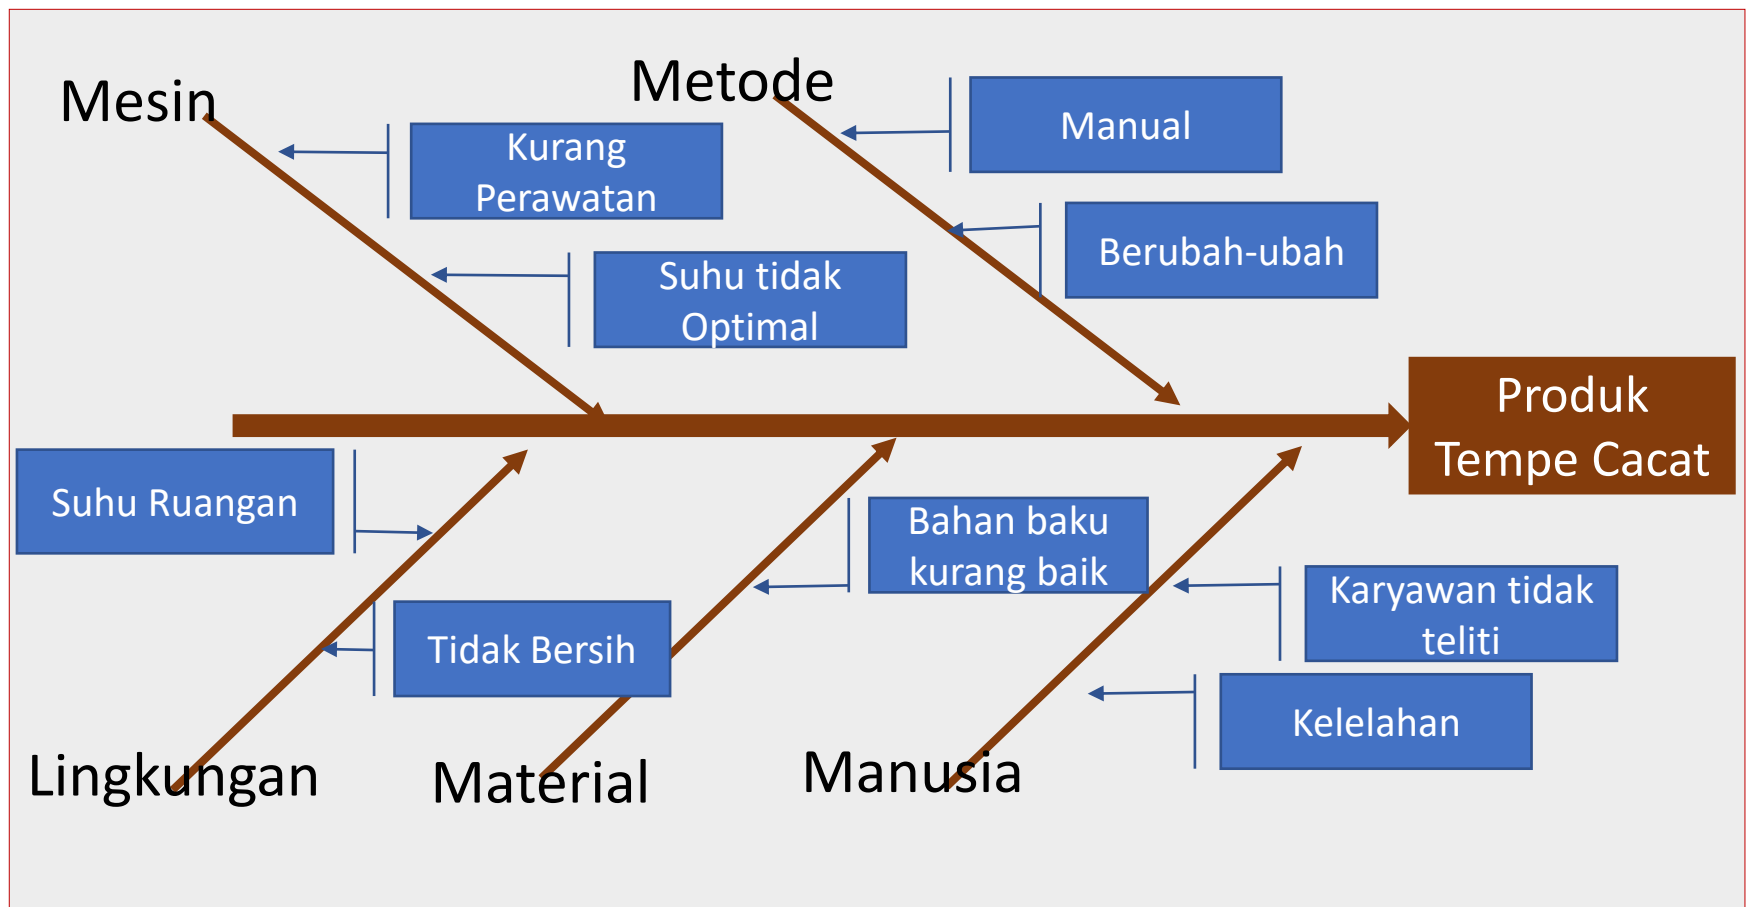 Mesin
Metode
Manual
Kurang
Perawatan
Berubah-ubah
Suhu tidak
Optimal
Produk
Tempe Cacat
Suhu Ruangan
Bahan baku
kurang baik
Karyawan tidak
teliti
Tidak Bersih
Kelelahan
Lingkungan
Material
Manusia